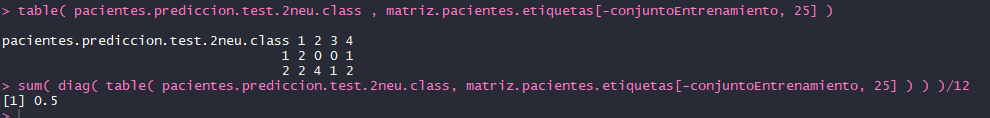 > table( pacientes.prediccion.test.2neu.class , matriz.pacientes.etiquetas[-conjuntoEntrenamiento, 25] )
pacientes.prediccion.test.2neu.class 1 2 3 4
1 2 0 0 1
2 2 4 1 2
> sum( diag( table( pacientes.prediccion.test.2neu.class, matriz.pacientes.etiquetas[-conjuntoEntrenamiento, 25] ) ) )/12
[1] 0.5
>